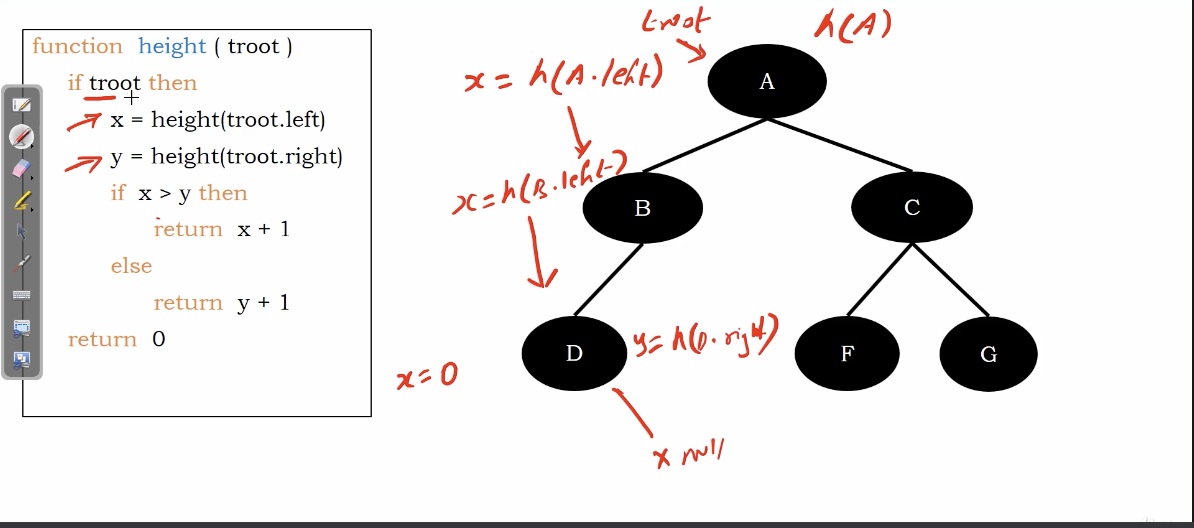 function height ( troot )
if troot then
x = height(troot.left)
y = height(troot.right)
if x > y then
return x + 1
else
return y + 1
return 0
troot
h(A)
x = h(A.left)
A
x = h(B.left)
B
C
D
y = h(D.right)
F
G
x = 0
x null